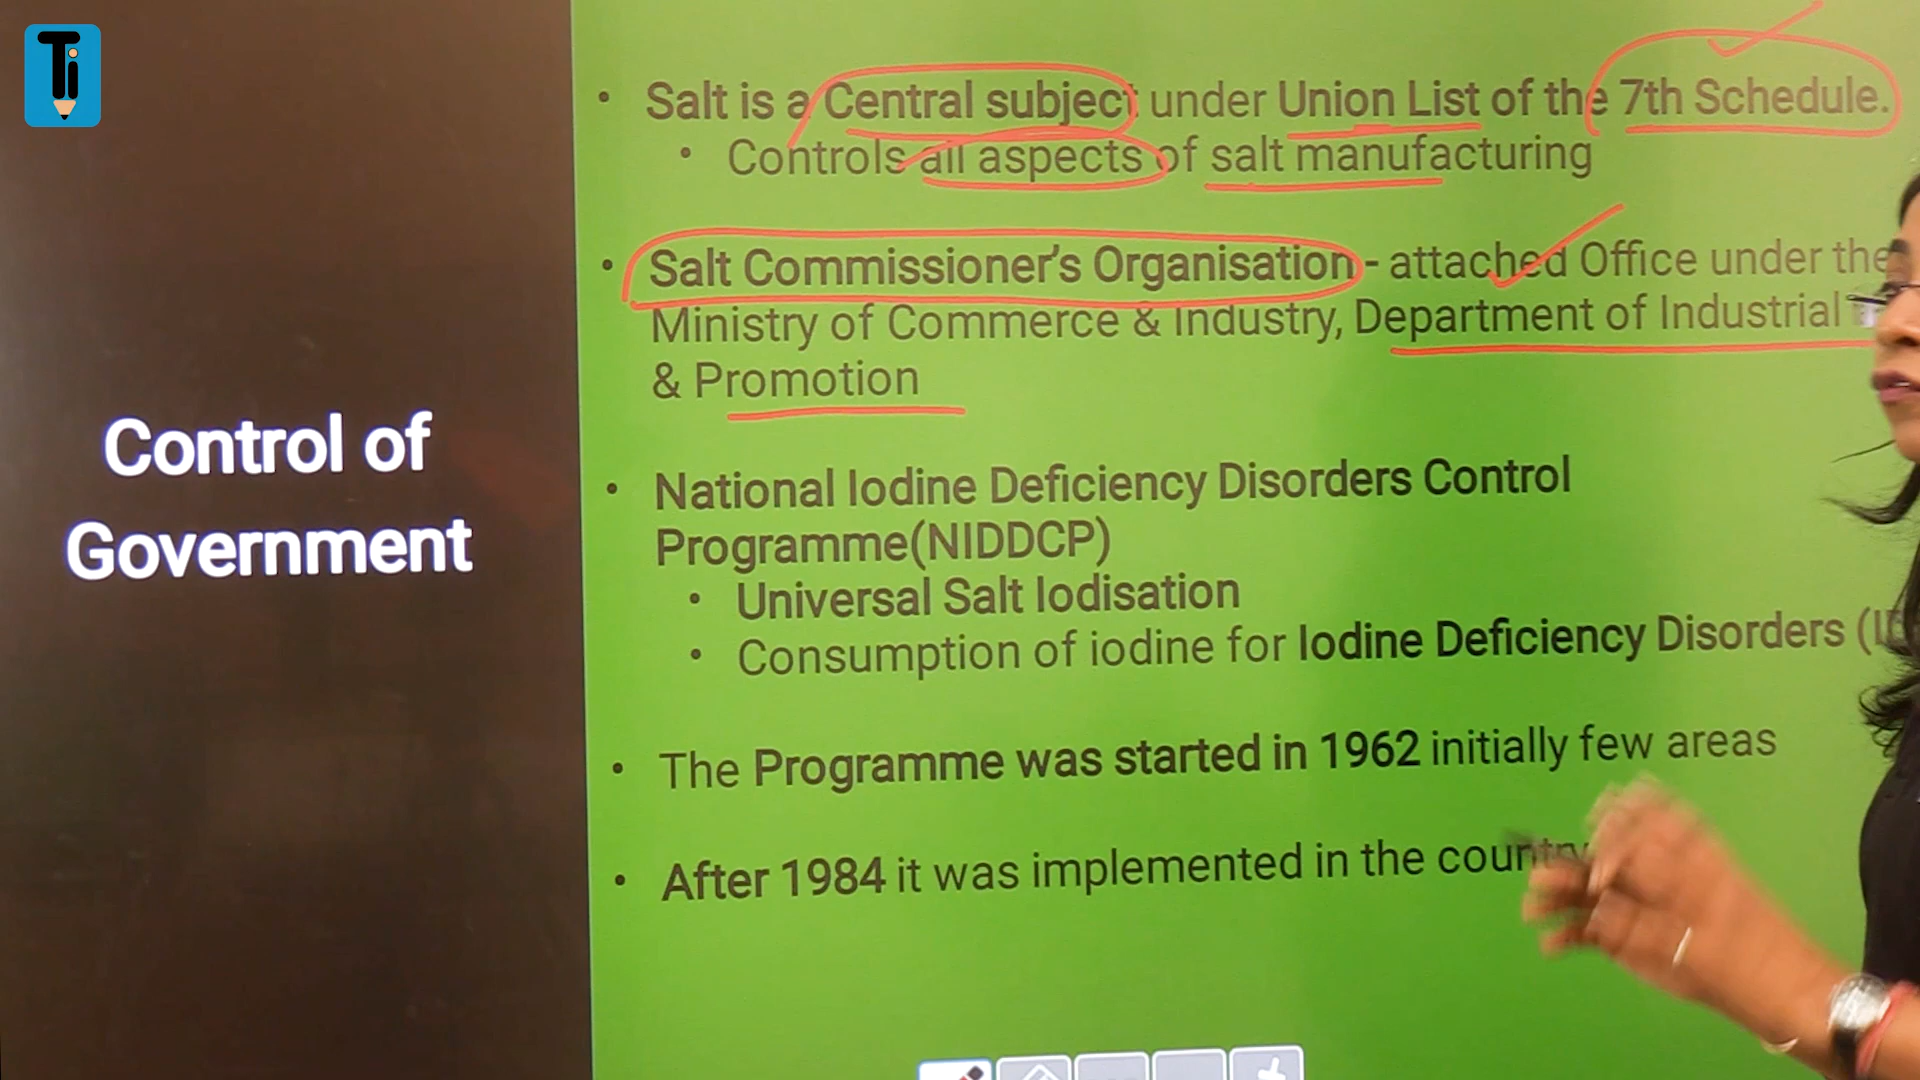 Ti
Control of
Government
• Salt is a Central subject under Union List of the 7th Schedule.
• Controls all aspects of salt manufacturing
• Salt Commissioner's Organisation - attached Office under the
Ministry of Commerce & Industry, Department of Industrial
& Promotion
• National Iodine Deficiency Disorders Control
Programme(NIDDCP)
• Universal Salt Iodisation
• Consumption of iodine for Iodine Deficiency Disorders
• The Programme was started in 1962 initially few areas
• After 1984 it was implemented in the country